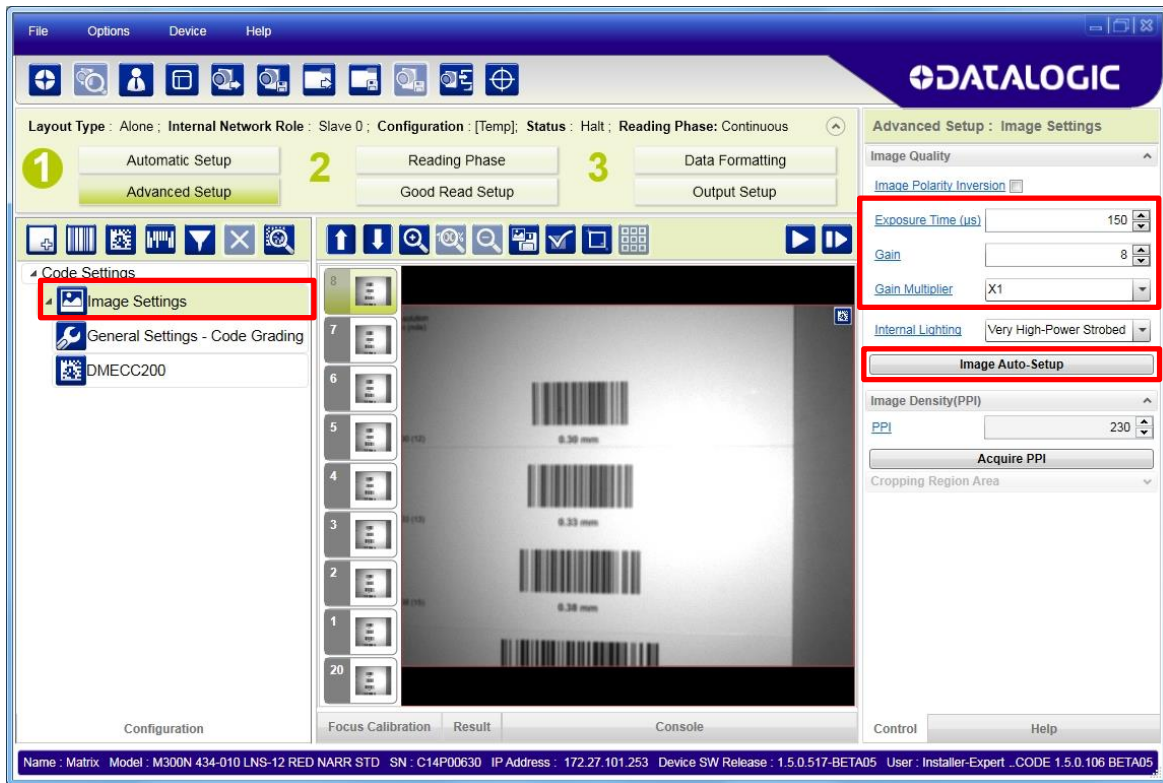 File Options Device Help
DATALOGIC
Layout Type : Alone ; Internal Network Role : Slave 0 ; Configuration : [Temp]; Status : Halt ; Reading Phase: Continuous
1 Automatic Setup
Advanced Setup
2 Reading Phase
Good Read Setup
3 Data Formatting
Output Setup
Code Settings
Image Settings
General Settings - Code Grading
DMECC200
Configuration
8
7
6
5
4
3
2
1
20
0.30 mm
0.33 mm
0.38 mm
Focus Calibration Result Console
Advanced Setup : Image Settings
Image Quality
Image Polarity Inversion
Exposure Time (µs) 150
Gain 8
Gain Multiplier X1
Internal Lighting Very High-Power Strobed
Image Auto-Setup
Image Density(PPI)
PPI 230
Acquire PPI
Cropping Region Area
Control Help
Name : Matrix Model : M300N 434-010 LNS-12 RED NARR STD SN : C14P00630 IP Address : 172.27.101.253 Device SW Release : 1.5.0.517-BETA05 User : Installer-Expert _CODE 1.5.0.106 BETA05